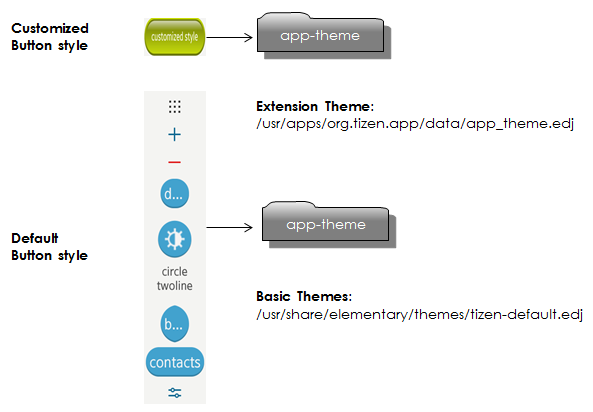 Customized
Button style
customized style
app-theme
Extension Theme:
/usr/apps/org.tizen.app/data/app_theme.edj
d...
app-theme
Default
Button style
circle
twoline
Basic Themes:
/usr/share/elementary/themes/tizen-default.edj
b...
contacts